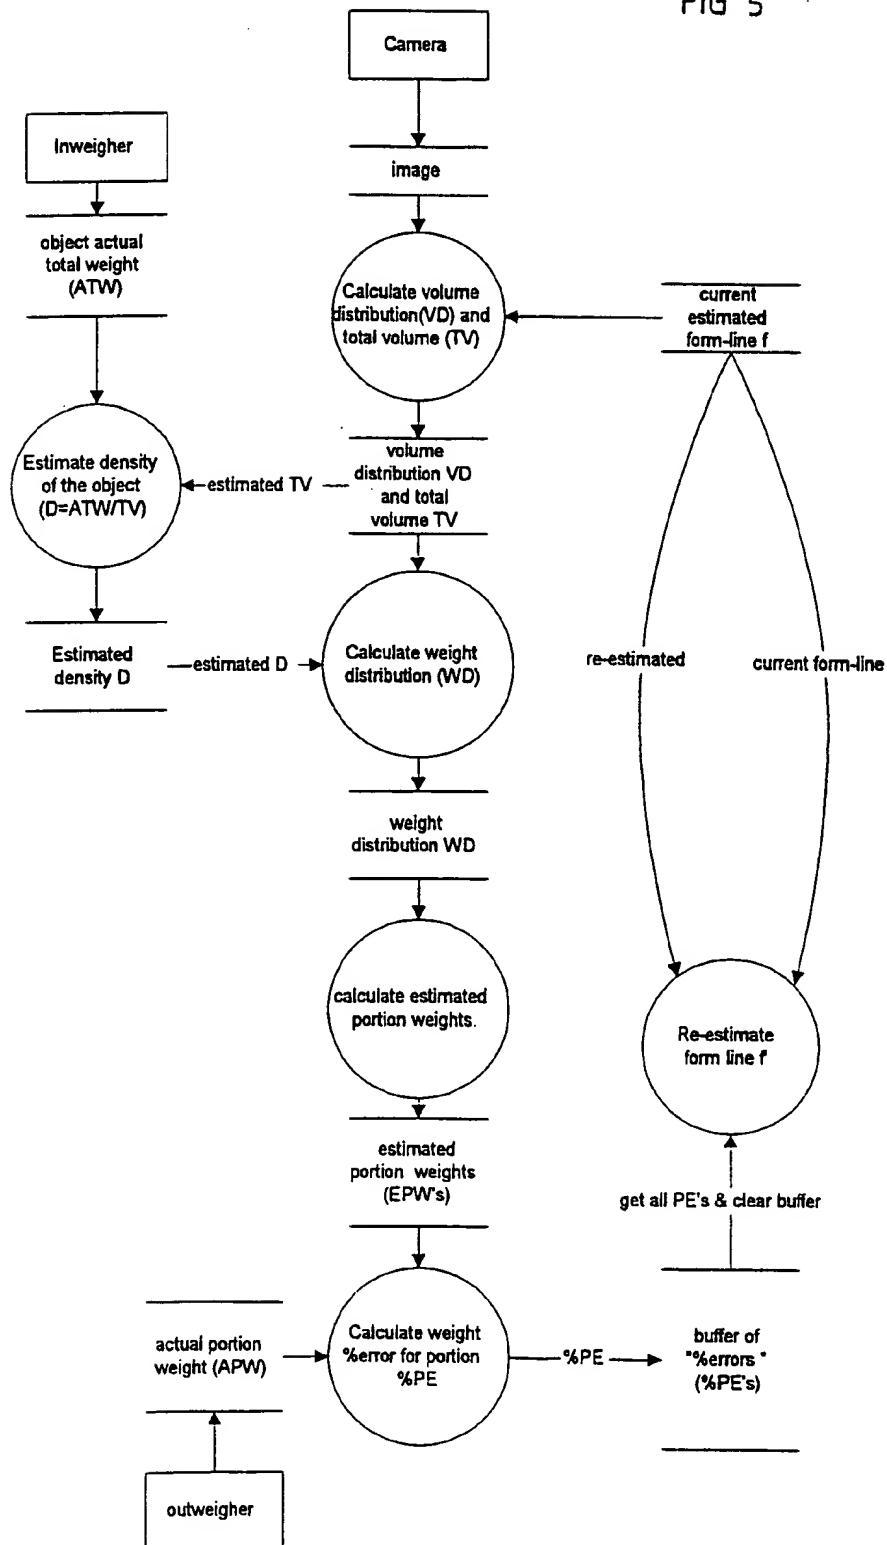 FIG 5
Camera
Inweigher
image
object actual
total weight
(ATW)
Calculate volume
distribution(VD) and
total volume (TV)
current
estimated
form-line f
Estimate density
of the object
(D=ATW/TV)
estimated TV
volume
distribution VD
and total
volume TV
Estimated
density D
estimated D
Calculate weight
distribution (WD)
re-estimated
current form-line
weight
distribution WD
calculate estimated
portion weights.
Re-estimate
form line f'
estimated
portion weights
(EPW's)
get all PE's & clear buffer
actual portion
weight (APW)
Calculate weight
%error for portion
%PE
%PE
buffer of
"%errors "
(%PE's)
outweigher